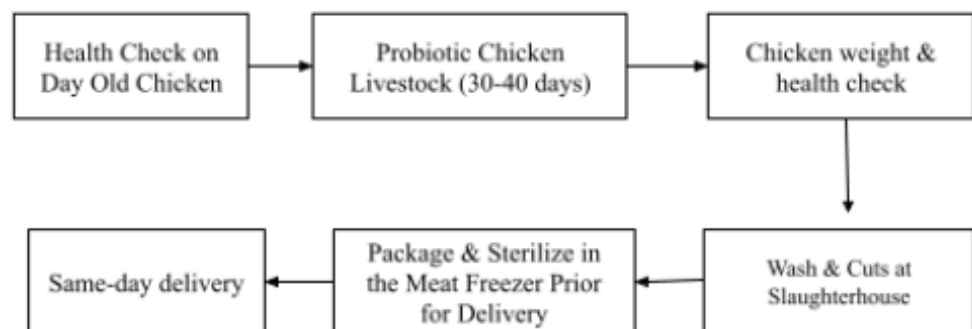 Health Check on
Day Old Chicken
Probiotic Chicken
Livestock (30-40 days)
Chicken weight &
health check
Wash & Cuts at
Slaughterhouse
Package & Sterilize in
the Meat Freezer Prior
for Delivery
Same-day delivery